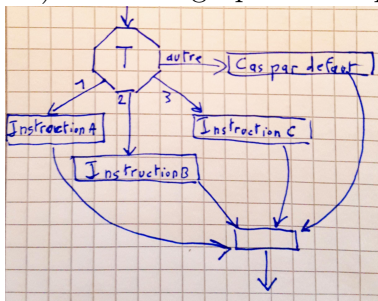 T
autre
Cas par defaut
1
2
3
Instruction A
Instruction C
Instruction B